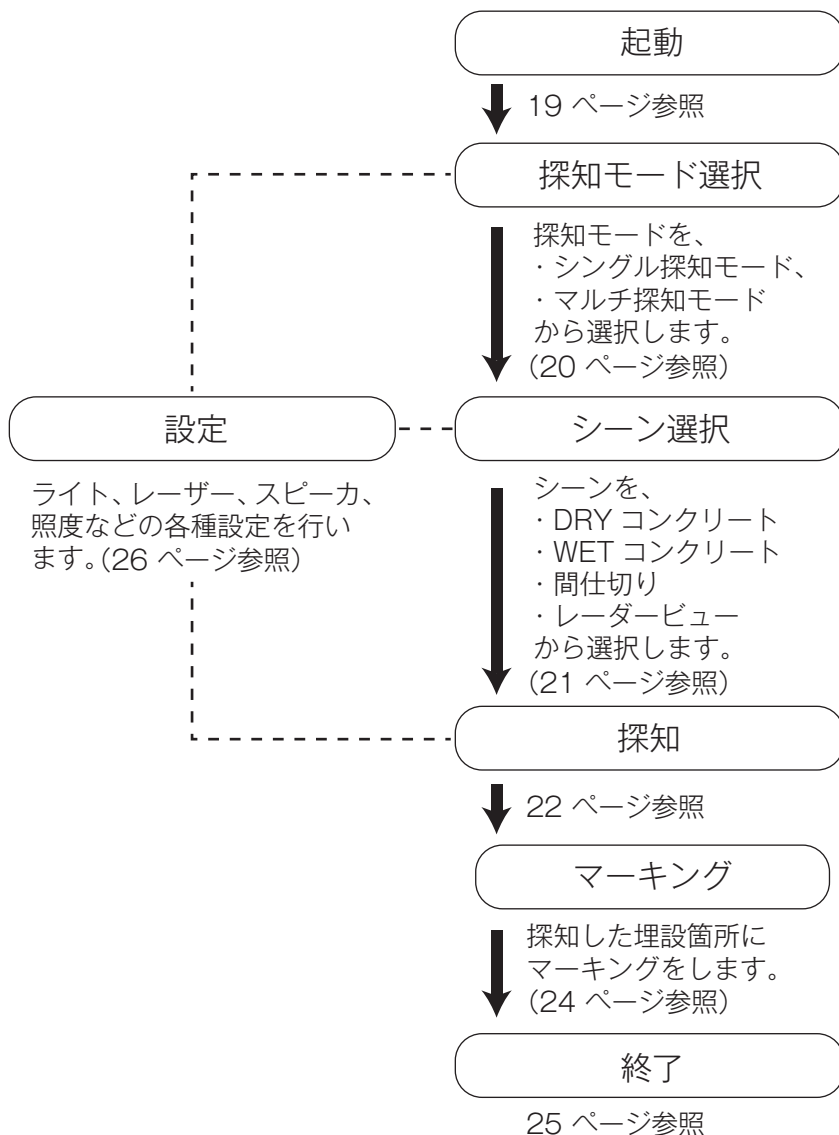 起動
19 ページ参照
探知モード選択
探知モードを、
・シングル探知モード、
・マルチ探知モード
から選択します。
(20 ページ参照)
設定
ライト、レーザー、スピーカ、
照度などの各種設定を行い
ます。(26 ページ参照)
シーン選択
シーンを、
・DRY コンクリート
・WET コンクリート
・間仕切り
・レーダービュー
から選択します。
(21 ページ参照)
探知
22 ページ参照
マーキング
探知した埋設箇所に
マーキングをします。
(24 ページ参照)
終了
25 ページ参照